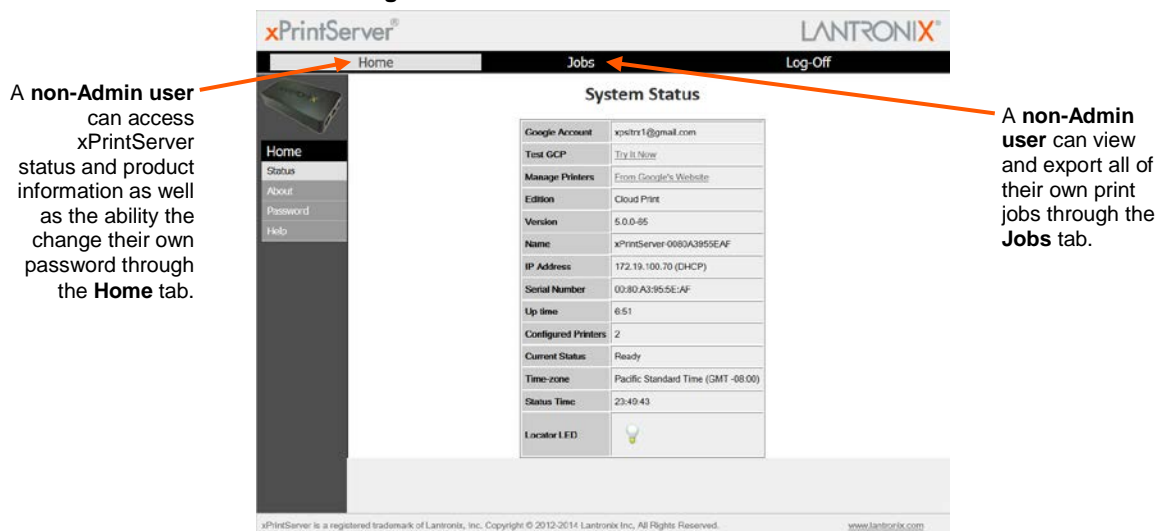 xPrintServer®
LANTRONIX®
Home
Jobs
Log-Off
A non-Admin user
can access
xPrintServer
status and product
information as well
as the ability the
change their own
password through
the Home tab.
Home
Status
About
Password
Help
System Status
Google Account xpsitrx1@gmail.com
Test GCP Try It Now
Manage Printers From Google's Website
Edition Cloud Print
Version 5.0.0-65
Name xPrintServer-0080A3955EAF
IP Address 172.19.100.70 (DHCP)
Serial Number 00:80:A3:95:5E:AF
Up time 6:51
Configured Printers 2
Current Status Ready
Time-zone Pacific Standard Time (GMT -08:00)
Status Time 23:49:43
Locator LED
A non-Admin
user can view
and export all of
their own print
jobs through the
Jobs tab.
xPrintServer is a registered trademark of Lantronix, Inc. Copyright © 2012-2014 Lantronix Inc, All Rights Reserved.
www.lantronix.com